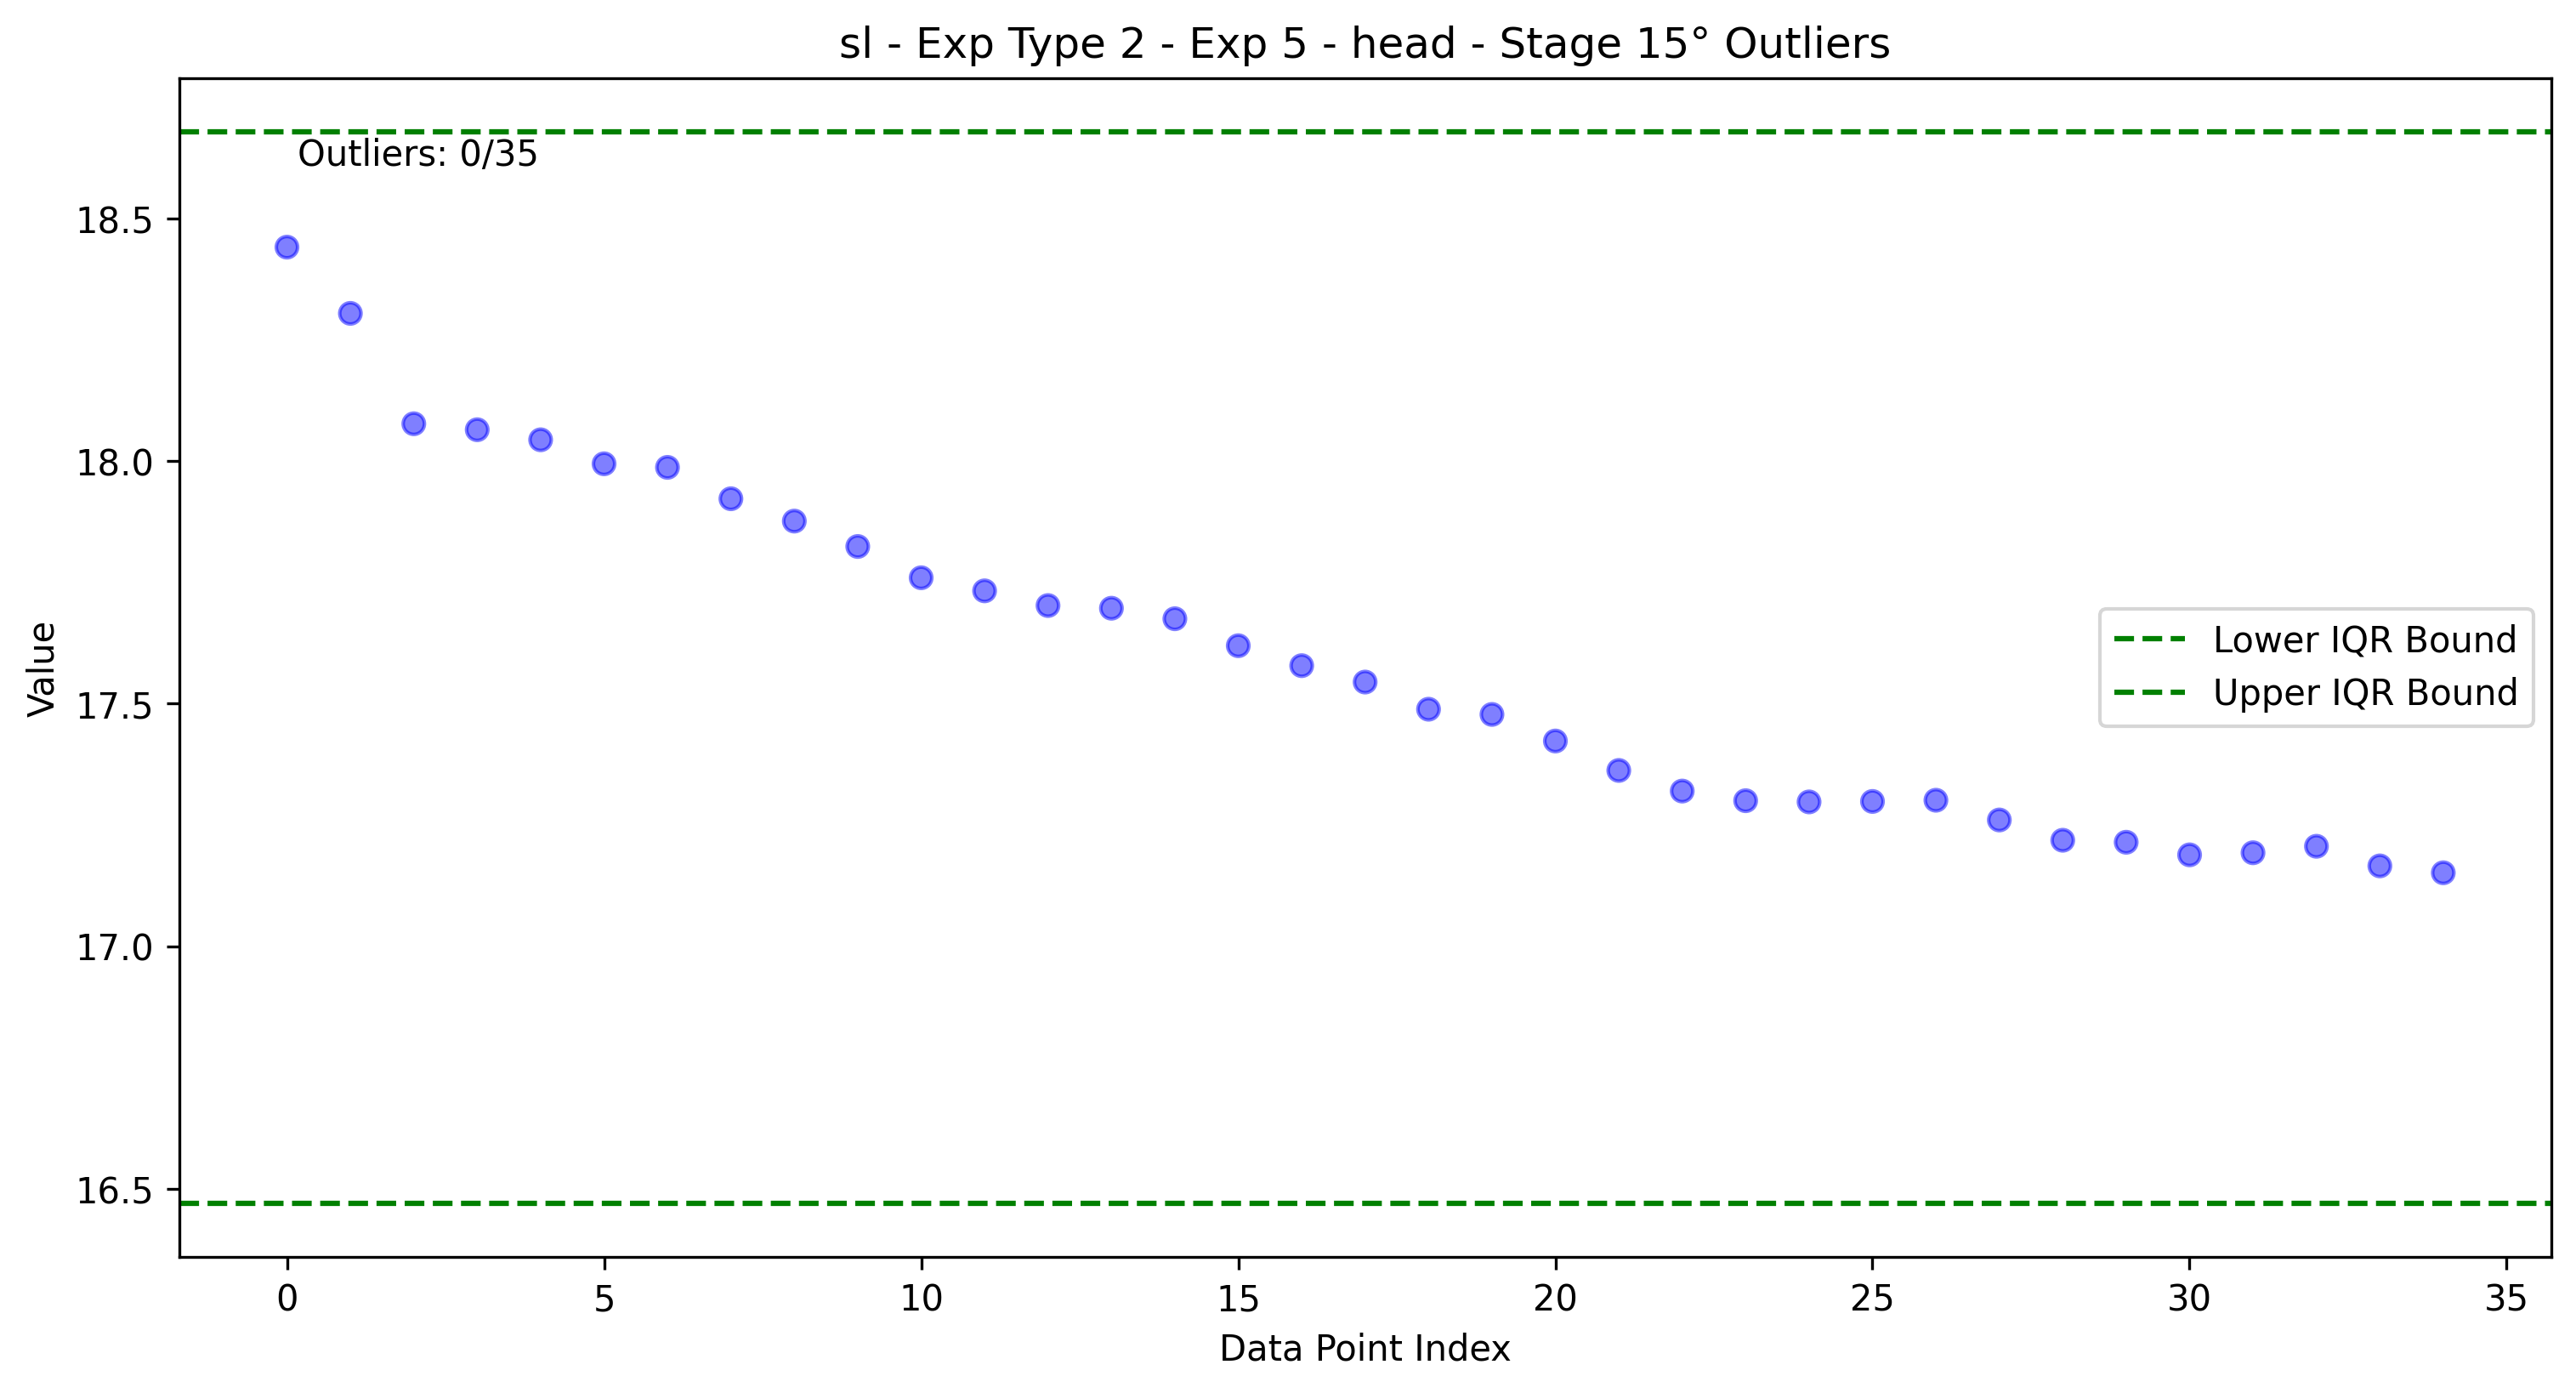 sl - Exp Type 2 - Exp 5 - head - Stage 15° Outliers
Outliers: 0/35
18.5
18.0
17.5
17.0
16.5
Value
Lower IQR Bound
Upper IQR Bound
0 5 10 15 20 25 30 35
Data Point Index